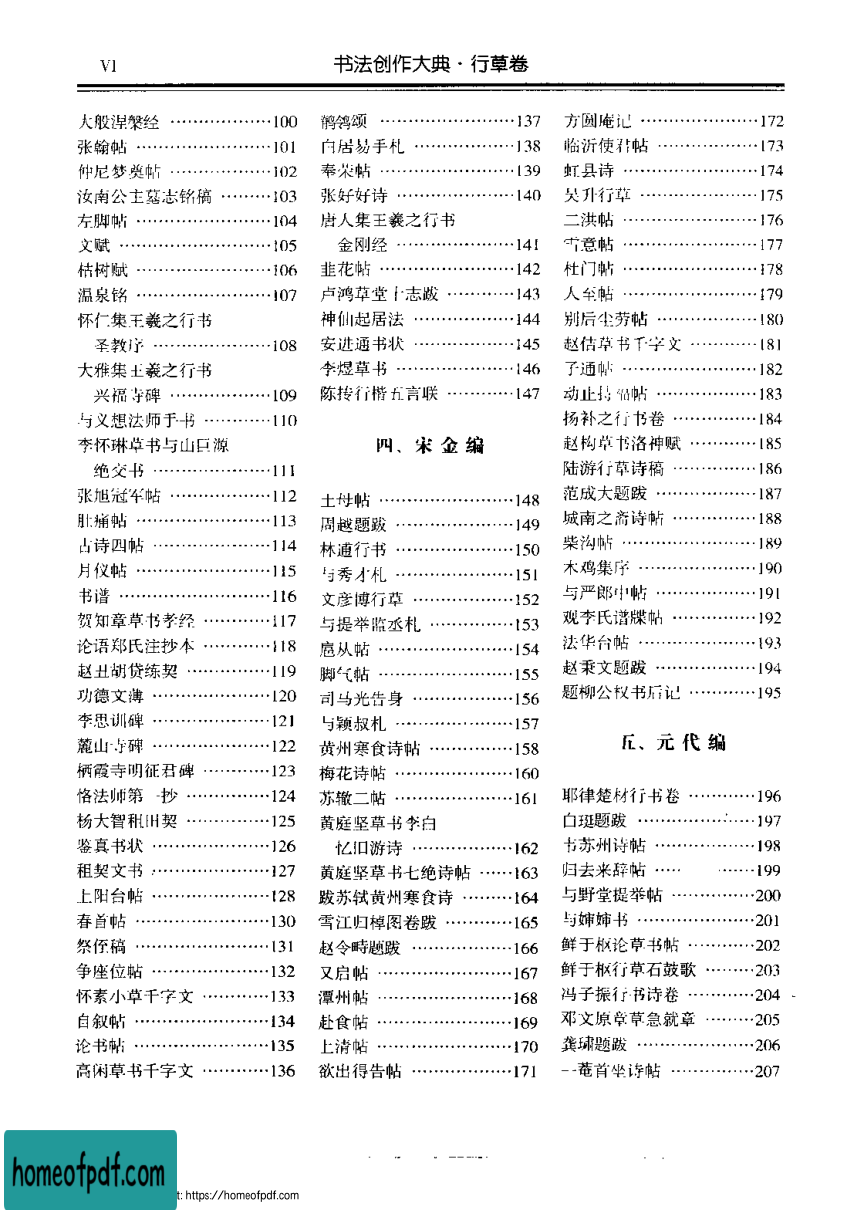 VI
书法创作大典·行草卷
大般涅槃经 ………………100
张翰帖 ……………………101
仲尼梦奠帖 ………………102
汝南公主墓志铭稿 ………103
左脚帖 ……………………104
文赋 ………………………105
枯树赋 ……………………106
温泉铭 ……………………107
怀仁集王羲之行书
圣教序 …………………108
大雅集王羲之行书
兴福寺碑 ………………109
与义想法师手书 …………110
李怀琳草书与山巨源
绝交书 …………………111
张旭冠军帖 ………………112
肚痛帖 ……………………113
古诗四帖 …………………114
月仪帖 ……………………115
书谱 ………………………116
贺知章草书孝经 …………117
论语郑氏注抄本 …………118
赵丑胡贷练契 ……………119
功德文薄 …………………120
李思训碑 …………………121
麓山寺碑 …………………122
栖霞寺明征君碑 …………123
恪法师第一抄 ……………124
杨大智租田契 ……………125
鉴真书状 …………………126
租契文书 …………………127
上阳台帖 …………………128
春首帖 ……………………130
祭侄稿 ……………………131
争座位帖 …………………132
怀素小草千字文 …………133
自叙帖 ……………………134
论书帖 ……………………135
高闲草书千字文 …………136
鹡鸰颂 ……………………137
白居易手札 ………………138
奉荣帖 ……………………139
张好好诗 …………………140
唐人集王羲之行书
金刚经 …………………141
韭花帖 ……………………142
卢鸿草堂十志跋 …………143
神仙起居法 ………………144
安进通书状 ………………145
李煜草书 …………………146
陈抟行楷五言联 …………147
四、宋金编
土母帖 ……………………148
周越题跋 …………………149
林逋行书 …………………150
与秀才札 …………………151
文彦博行草 ………………152
与提举监丞札 ……………153
扈从帖 ……………………154
脚气帖 ……………………155
司马光告身 ………………156
与颖叔札 …………………157
黄州寒食诗帖 ……………158
梅花诗帖 …………………160
苏辙二帖 …………………161
黄庭坚草书李白
忆旧游诗 ………………162
黄庭坚草书七绝诗帖 ……163
跋苏轼黄州寒食诗 ………164
雪江归棹图卷跋 …………165
赵令畤题跋 ………………166
又启帖 ……………………167
潭州帖 ……………………168
赴食帖 ……………………169
上清帖 ……………………170
欲出得告帖 ………………171
方圆庵记 …………………172
临沂使君帖 ………………173
虹县诗 ……………………174
吴升行草 …………………175
二洪帖 ……………………176
雪意帖 ……………………177
杜门帖 ……………………178
人至帖 ……………………179
别后尘劳帖 ………………180
赵佶草书千字文 …………181
子通帖 ……………………182
动止持福帖 ………………183
扬补之行书卷 ……………184
赵构草书洛神赋 …………185
陆游行草诗稿 ……………186
范成大题跋 ………………187
城南之斋诗帖 ……………188
柴沟帖 ……………………189
木鸡集序 …………………190
与严郎中帖 ………………191
观李氏谱牒帖 ……………192
法华台帖 …………………193
赵秉文题跋 ………………194
题柳公权书后记 …………195
五、元代编
耶律楚材行书卷 …………196
白珽题跋 …………………197
韦苏州诗帖 ………………198
归去来辞帖 ………………199
与野堂提举帖 ……………200
与婶婶书 …………………201
鲜于枢论草书帖 …………202
鲜于枢行草石鼓歌 ………203
冯子振行书诗卷 …………204
邓文原章草急就章 ………205
龚璛题跋 …………………206
一菴首坐诗帖 ……………207
homeofpdf.com
t: https://homeofpdf.com